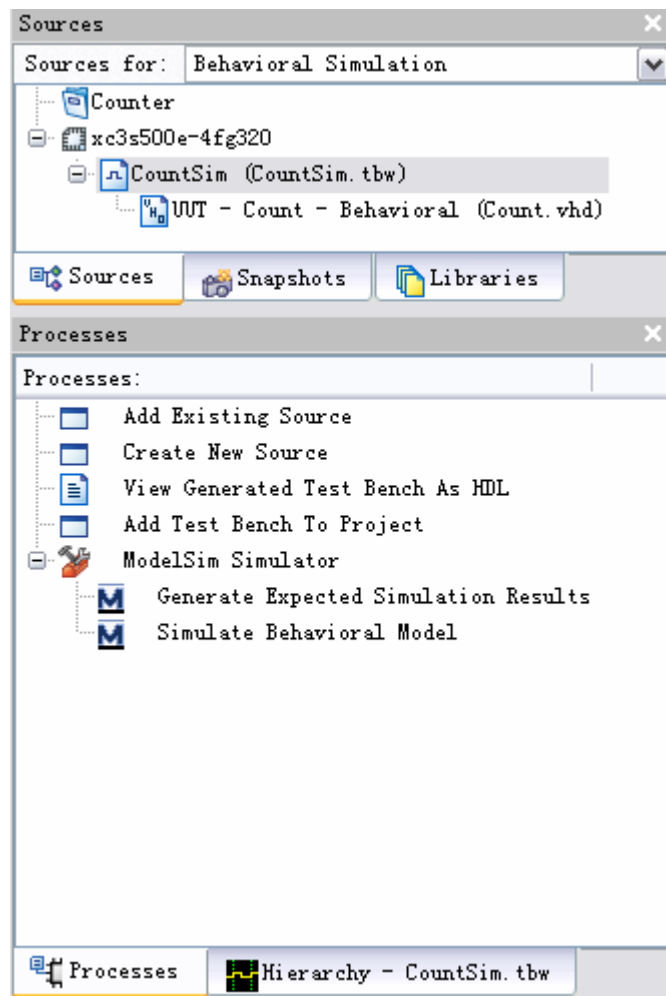 Sources
Sources for: Behavioral Simulation
Counter
xc3s500e-4fg320
CountSim (CountSim.tbw)
UUT - Count - Behavioral (Count.vhd)
Sources Snapshots Libraries
Processes
Processes:
Add Existing Source
Create New Source
View Generated Test Bench As HDL
Add Test Bench To Project
ModelSim Simulator
Generate Expected Simulation Results
Simulate Behavioral Model
Processes Hierarchy - CountSim.tbw